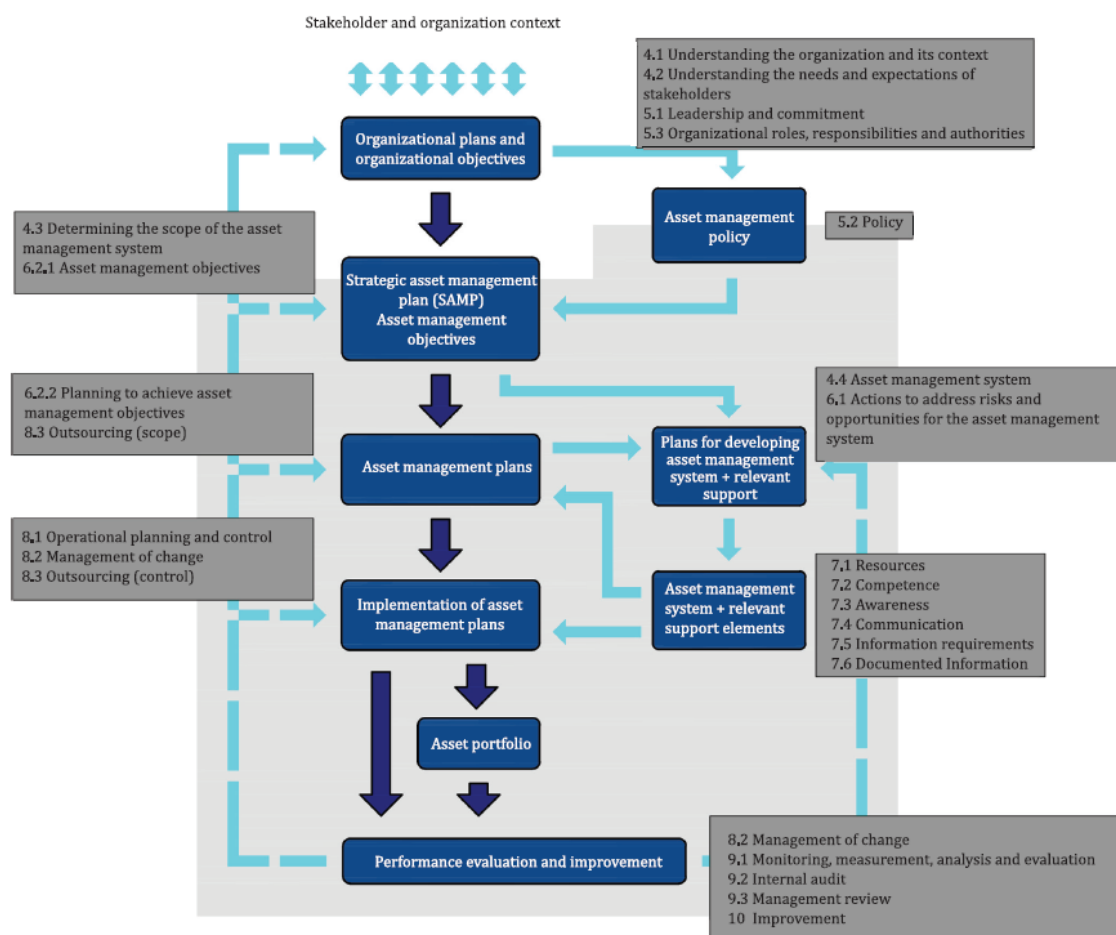 Stakeholder and organization context
4.1 Understanding the organization and its context
4.2 Understanding the needs and expectations of
stakeholders
5.1 Leadership and commitment
5.3 Organizational roles, responsibilities and authorities
Organizational plans and
organizational objectives
Asset management
policy
5.2 Policy
4.3 Determining the scope of the asset
management system
6.2.1 Asset management objectives
Strategic asset management
plan (SAMP)
Asset management
objectives
6.2.2 Planning to achieve asset
management objectives
8.3 Outsourcing (scope)
4.4 Asset management system
6.1 Actions to address risks and
opportunities for the asset management
system
Asset management plans
Plans for developing
asset management
system + relevant
support
8.1 Operational planning and control
8.2 Management of change
8.3 Outsourcing (control)
Implementation of asset
management plans
Asset management
system + relevant
support elements
7.1 Resources
7.2 Competence
7.3 Awareness
7.4 Communication
7.5 Information requirements
7.6 Documented Information
Asset portfolio
Performance evaluation and improvement
8.2 Management of change
9.1 Monitoring, measurement, analysis and evaluation
9.2 Internal audit
9.3 Management review
10 Improvement